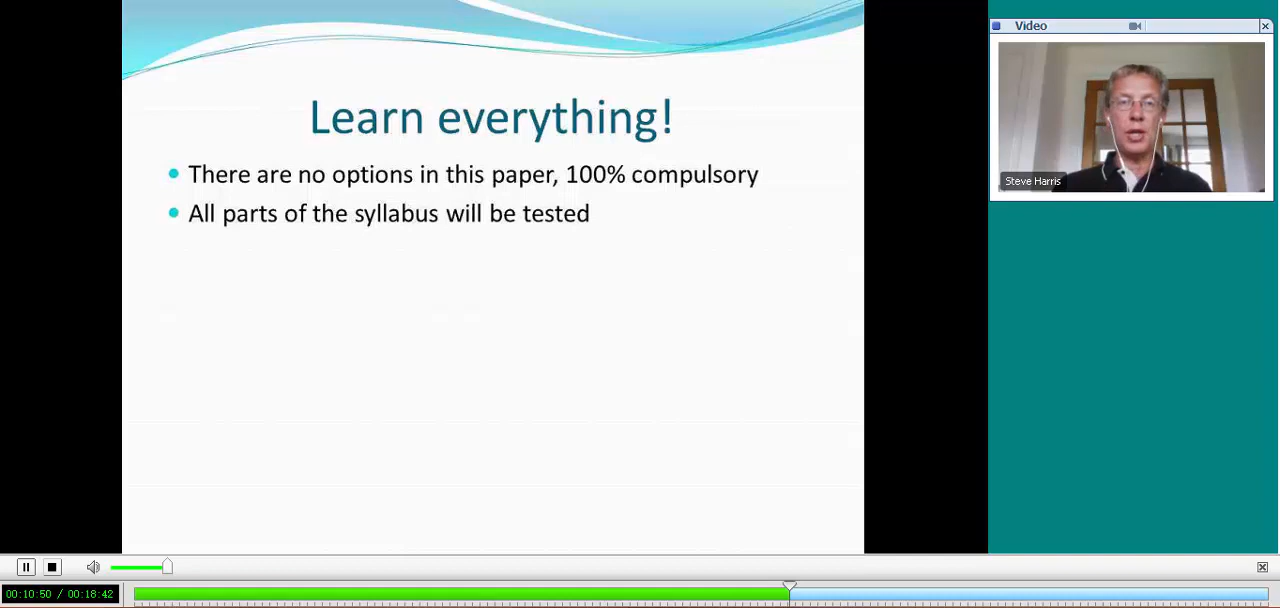 Learn everything!
There are no options in this paper, 100% compulsory
All parts of the syllabus will be tested
Video
Steve Harris
00:10:50 / 00:18:42